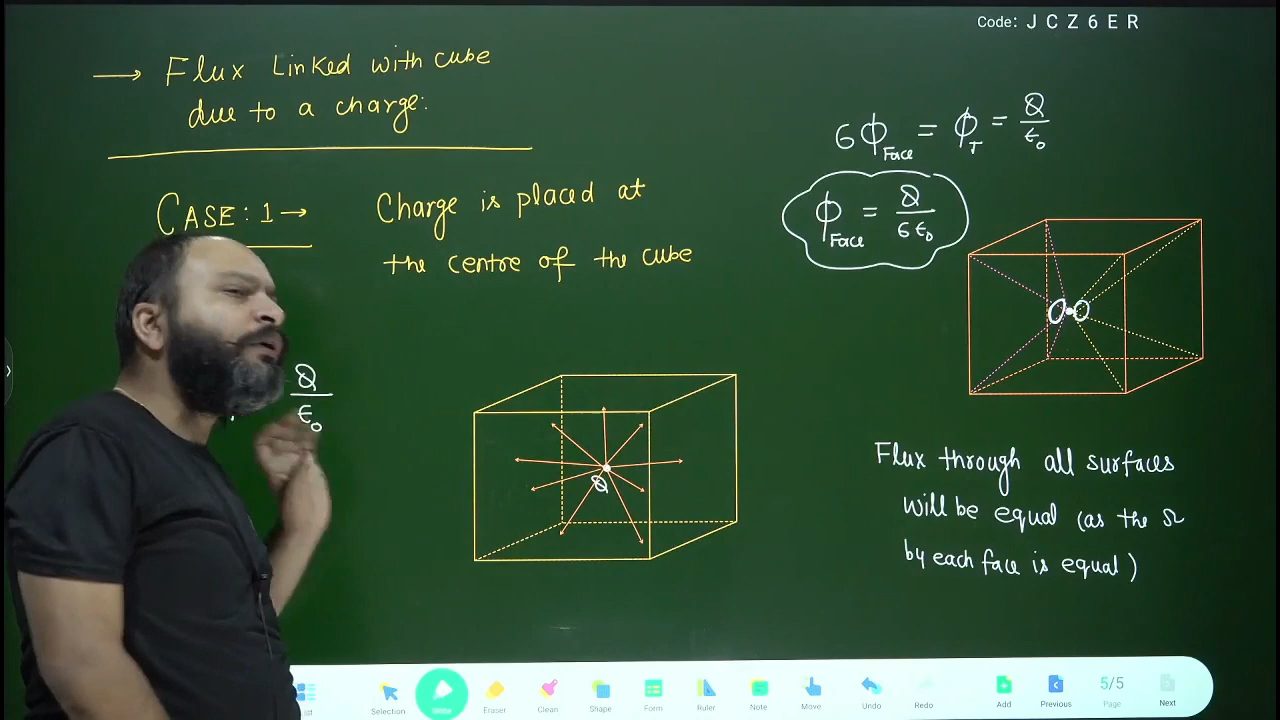 Code: J C Z 6 E R
→ Flux Linked with cube
due to a charge:
6ϕFace = ϕT = Q/ϵ0
CASE: 1 → Charge is placed at
the centre of the cube
ϕFace = Q/6ϵ0
Q/ϵ0
Q
Flux through all surfaces
will be equal (as the Ω
by each face is equal)
List
Selection
Write
Eraser
Clean
Shape
Form
Ruler
Note
Move
Undo
Redo
Add
Previous
5/5
Page
Next